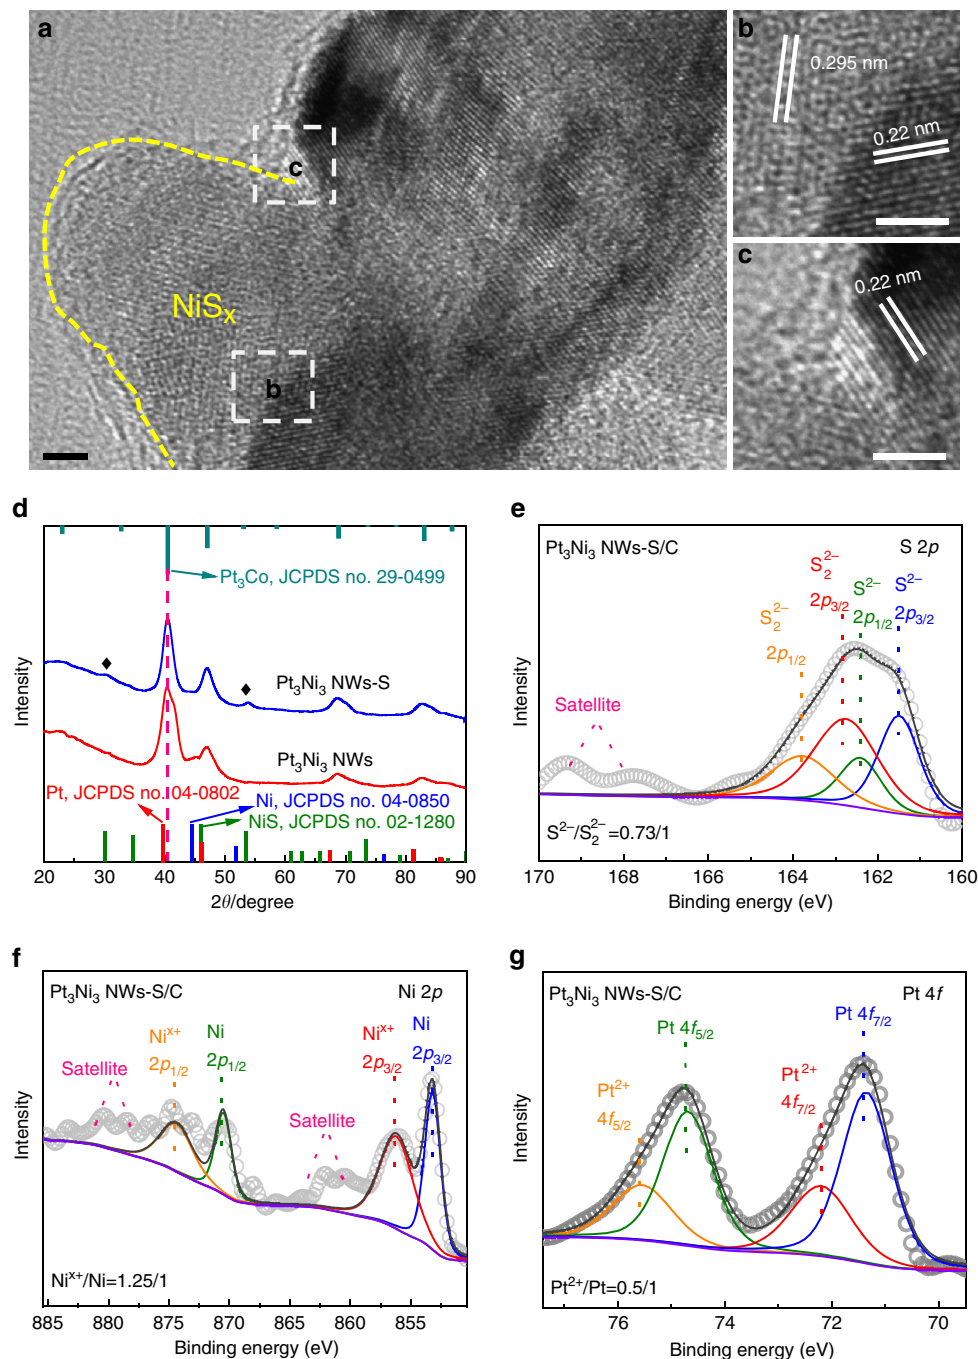 a
c
NiSx
b
b
0.295 nm
0.22 nm
c
0.22 nm
d
Pt₃Co, JCPDS no. 29-0499
◆
◆
Pt₃Ni₃ NWs-S
Pt₃Ni₃ NWs
Pt, JCPDS no. 04-0802
Ni, JCPDS no. 04-0850
NiS, JCPDS no. 02-1280
Intensity
20 30 40 50 60 70 80 90
2θ/degree
e
Pt₃Ni₃ NWs-S/C
S 2p
S₂²⁻
2p₁/₂
S₂²⁻
2p₃/₂
S²⁻
2p₁/₂
S²⁻
2p₃/₂
Satellite
S²⁻/S₂²⁻=0.73/1
Intensity
170 168 166 164 162 160
Binding energy (eV)
f
Pt₃Ni₃ NWs-S/C
Ni 2p
Niˣ⁺
2p₁/₂
Ni
2p₁/₂
Niˣ⁺
2p₃/₂
Ni
2p₃/₂
Satellite
Satellite
Niˣ⁺/Ni=1.25/1
Intensity
885 880 875 870 865 860 855
Binding energy (eV)
g
Pt₃Ni₃ NWs-S/C
Pt 4f
Pt 4f₅/₂
Pt 4f₇/₂
Pt²⁺
4f₅/₂
Pt²⁺
4f₇/₂
Pt²⁺/Pt=0.5/1
Intensity
76 74 72 70
Binding energy (eV)